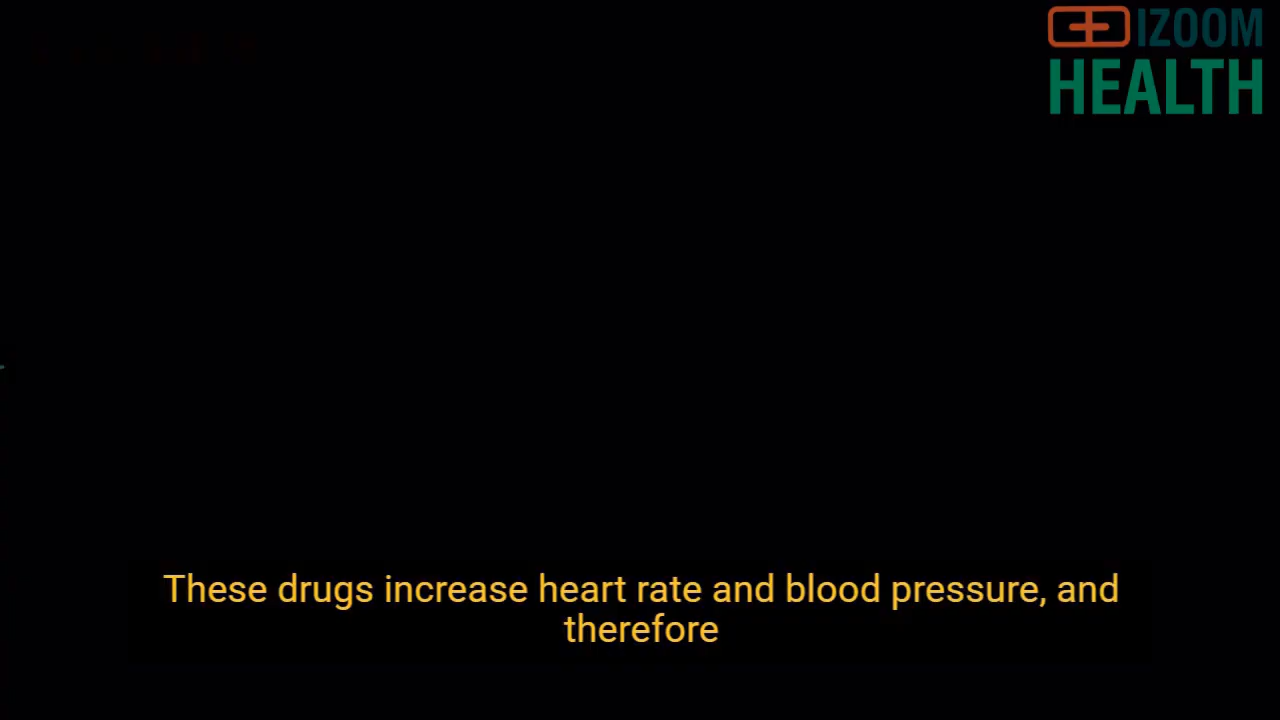 IZOOM
HEALTH
These drugs increase heart rate and blood pressure, and
therefore